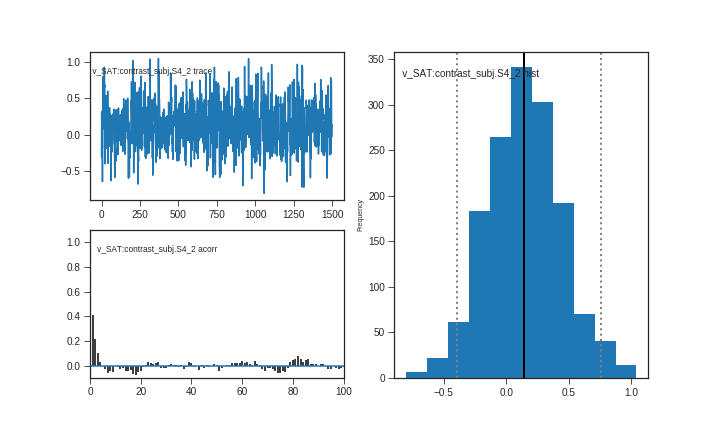 v_SAT:contrast_subj.S4_2 trace
1.0
0.5
0.0
−0.5
0 250 500 750 1000 1250 1500
v_SAT:contrast_subj.S4_2 acorr
1.0
0.8
0.6
0.4
0.2
0.0
0 20 40 60 80 100
v_SAT:contrast_subj.S4_2 hist
Frequency
350
300
250
200
150
100
50
0
−0.5 0.0 0.5 1.0